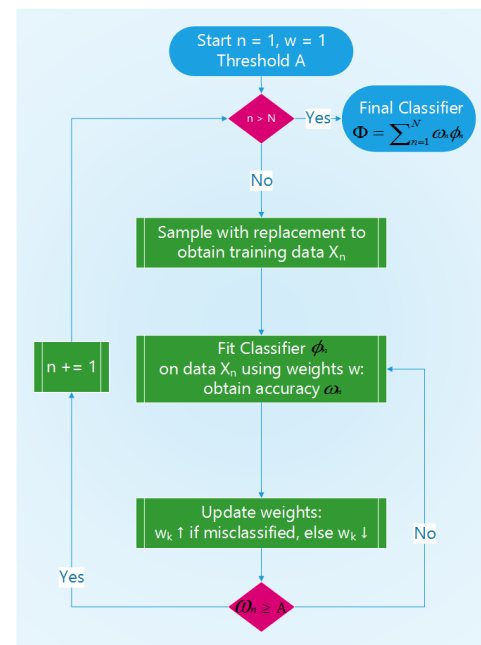 Start n = 1, w = 1
Threshold A
n > N
Yes
Final Classifier
Φ = ∑ₙ₌₁ᴺ ωₙϕₙ
No
Sample with replacement to
obtain training data Xₙ
n += 1
Fit Classifier ϕₙ
on data Xₙ using weights w:
obtain accuracy ωₙ
Update weights:
wₖ ↑ if misclassified, else wₖ ↓
No
Yes
ωₙ ≥ A